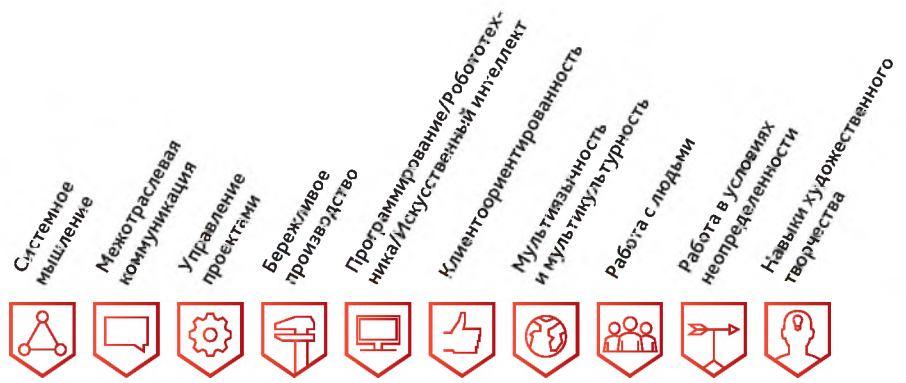 Системное
мышление
Межотраслевая
коммуникация
Управление
проектами
Бережливое
производство
Программирование/Робототех-
ника/Искусственный интеллект
Клиентоориентированность
Мультиязычность
и мультикультурность
Работа с людьми
Работа в условиях
неопределенности
Навыки художественного
творчества